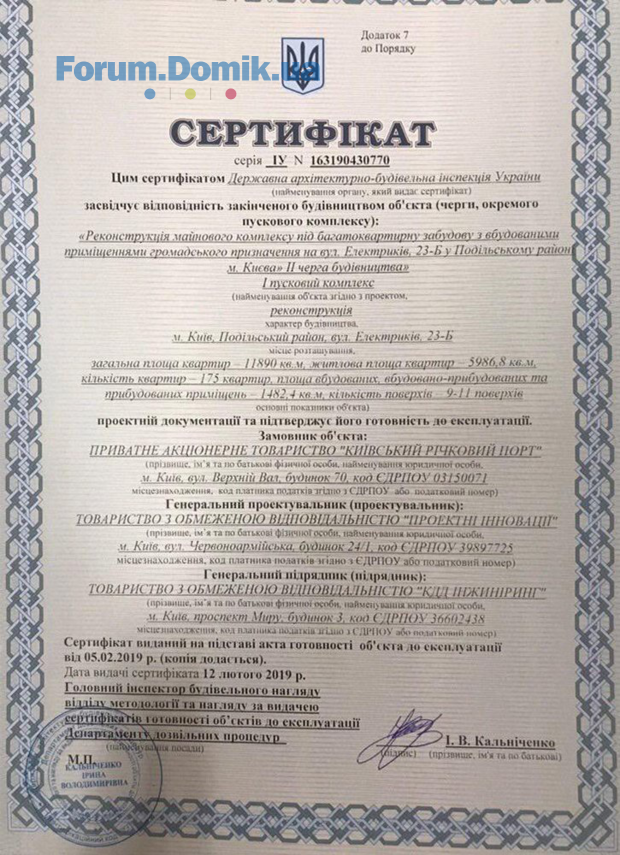 Додаток 7
до Порядку
Forum.Domik.ua
СЕРТИФІКАТ
серія ІУ N 163190430770
Цим сертифікатом Державна архітектурно-будівельна інспекція України
(найменування органу, який видає сертифікат)
засвідчує відповідність закінченого будівництвом об'єкта (черги, окремого
пускового комплексу):
«Реконструкція майнового комплексу під багатоквартирну забудову з вбудованими
приміщеннями громадського призначення на вул. Електриків, 23-Б у Подільському районі
м. Києва» ІІ черга будівництва»
І пусковий комплекс
(найменування об'єкта згідно з проектом,
реконструкція
характер будівництва,
м. Київ, Подільський район, вул. Електриків, 23-Б
місце розташування,
загальна площа квартир – 11890 кв.м, житлова площа квартир – 5986,8 кв.м,
кількість квартир – 175 квартир, площа вбудованих, вбудовано-прибудованих та
прибудованих приміщень – 1482,4 кв.м, кількість поверхів – 9-11 поверхів
основні показники об'єкта)
проектній документації та підтверджує його готовність до експлуатації.
Замовник об'єкта:
ПРИВАТНЕ АКЦІОНЕРНЕ ТОВАРИСТВО "КИЇВСЬКИЙ РІЧКОВИЙ ПОРТ"
(прізвище, ім'я та по батькові фізичної особи, найменування юридичної особи,
м. Київ, вул. Верхній Вал, будинок 70, код ЄДРПОУ 03150071
місцезнаходження, код платника податків згідно з ЄДРПОУ або податковий номер)
Генеральний проектувальник (проектувальник):
ТОВАРИСТВО З ОБМЕЖЕНОЮ ВІДПОВІДАЛЬНІСТЮ "ПРОЕКТНІ ІННОВАЦІЇ"
(прізвище, ім'я та по батькові фізичної особи, найменування юридичної особи,
м. Київ, вул. Червоноармійська, будинок 24/1, код ЄДРПОУ 39897725
місцезнаходження, код платника податків згідно з ЄДРПОУ або податковий номер)
Генеральний підрядник (підрядник):
ТОВАРИСТВО З ОБМЕЖЕНОЮ ВІДПОВІДАЛЬНІСТЮ "КДД ІНЖИНІРИНГ"
(прізвище, ім'я та по батькові фізичної особи, найменування юридичної особи,
м. Київ, проспект Миру, будинок 3, код ЄДРПОУ 36602438
місцезнаходження, код платника податків згідно з ЄДРПОУ або податковий номер)
Сертифікат виданий на підставі акта готовності об'єкта до експлуатації
від 05.02.2019 р. (копія додається).
Дата видачі сертифіката 12 лютого 2019 р.
Головний інспектор будівельного нагляду
відділу методології та нагляду за видачею
сертифікатів готовності об'єктів до експлуатації
Департаменту дозвільних процедур
(найменування посади)
І. В. Кальніченко
(підпис) (прізвище, ім'я та по батькові)
М.П.
КАЛЬНІЧЕНКО
ІРИНА
ВОЛОДИМИРІВНА